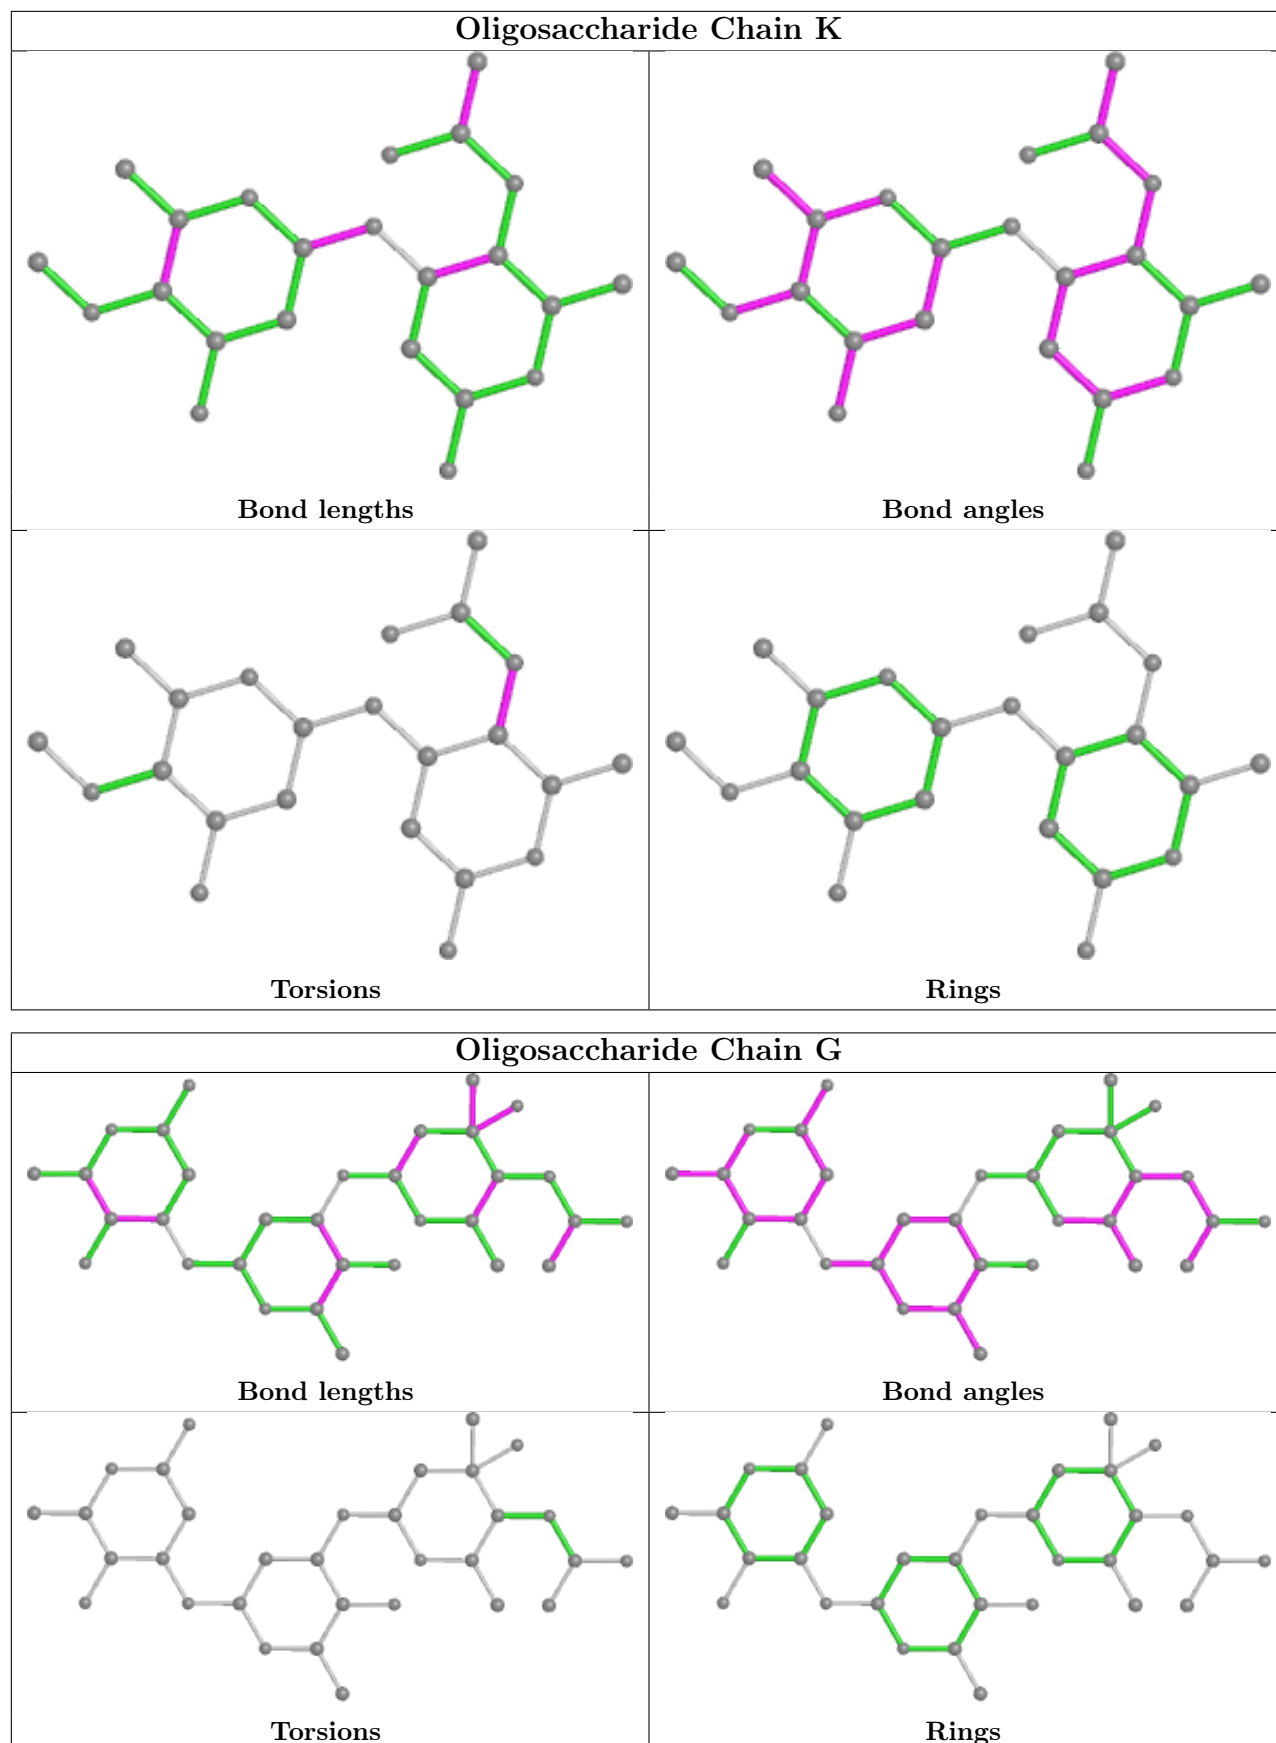 Oligosaccharide Chain K
Bond lengths
Bond angles
Torsions
Rings
Oligosaccharide Chain G
Bond lengths
Bond angles
Torsions
Rings